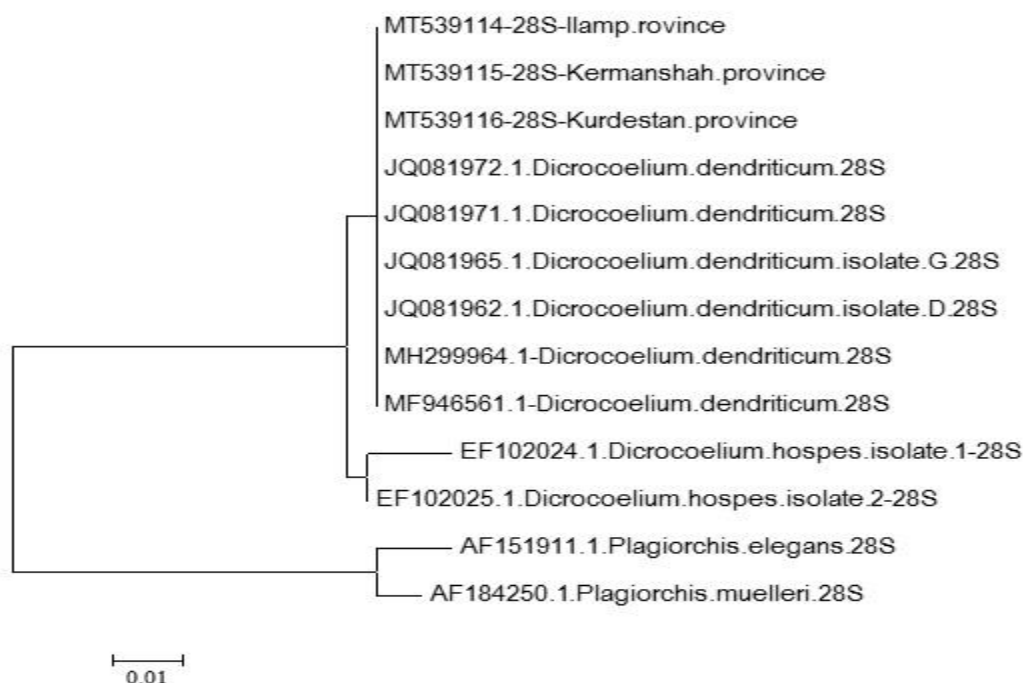 MT539114-28S-Ilamp.rovince
MT539115-28S-Kermanshah.province
MT539116-28S-Kurdestan.province
JQ081972.1.Dicrocoelium.dendriticum.28S
JQ081971.1.Dicrocoelium.dendriticum.28S
JQ081965.1.Dicrocoelium.dendriticum.isolate.G.28S
JQ081962.1.Dicrocoelium.dendriticum.isolate.D.28S
MH299964.1-Dicrocoelium.dendriticum.28S
MF946561.1-Dicrocoelium.dendriticum.28S
EF102024.1.Dicrocoelium.hospes.isolate.1-28S
EF102025.1.Dicrocoelium.hospes.isolate.2-28S
AF151911.1.Plagiorchis.elegans.28S
AF184250.1.Plagiorchis.muelleri.28S
0.01